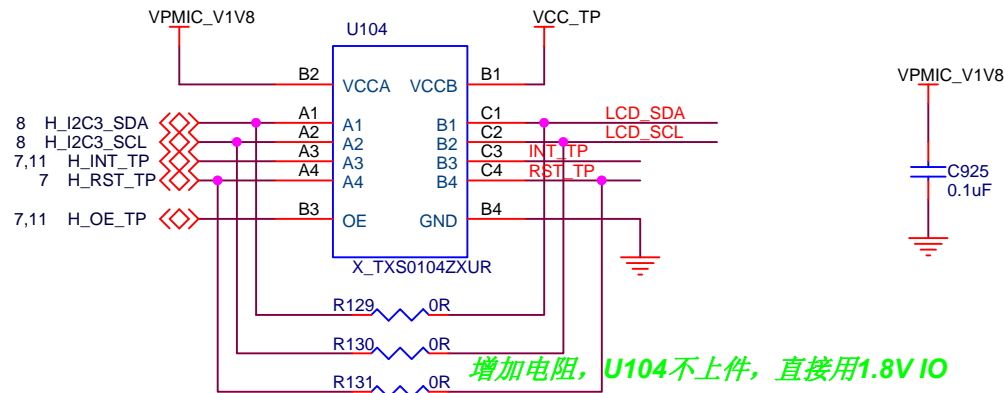 VPMIC_V1V8
VCC_TP
U104
B2 VCCA VCCB B1
VPMIC_V1V8
8 H_I2C3_SDA A1 A1 B1 C1 LCD_SDA
8 H_I2C3_SCL A2 A2 B2 C2 LCD_SCL
7,11 H_INT_TP A3 A3 B3 C3 INT_TP
7 H_RST_TP A4 A4 B4 C4 RST_TP
C925
0.1uF
7,11 H_OE_TP B3 OE GND B4
X_TXS0104ZXUR
R129 0R
R130 0R
增加电阻，U104不上件，直接用1.8V IO
R131 0R